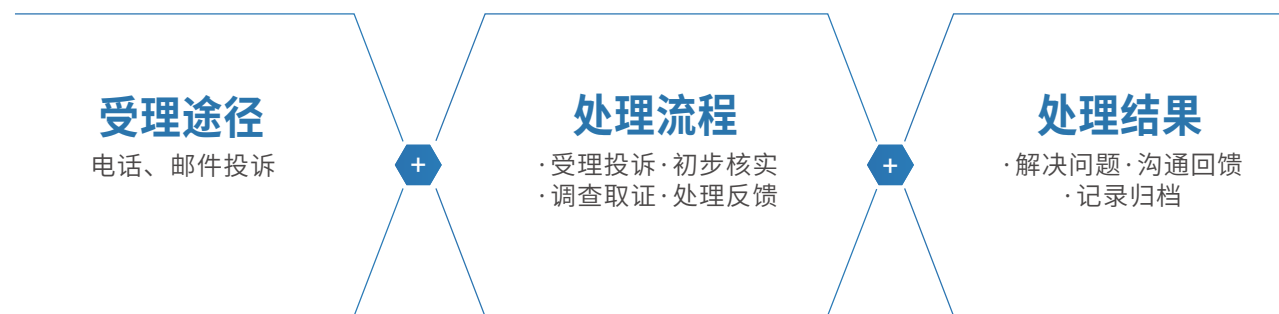 受理途径
电话、邮件投诉
+
处理流程
·受理投诉·初步核实
·调查取证·处理反馈
+
处理结果
·解决问题·沟通回馈
·记录归档